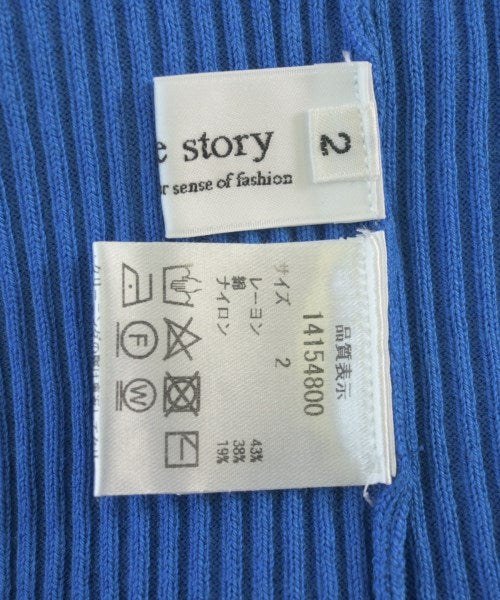 e story
r sense of fashion
2
品質表示
14154800
サイズ 2
レーヨン 43%
綿 38%
ナイロン 19%
F
W